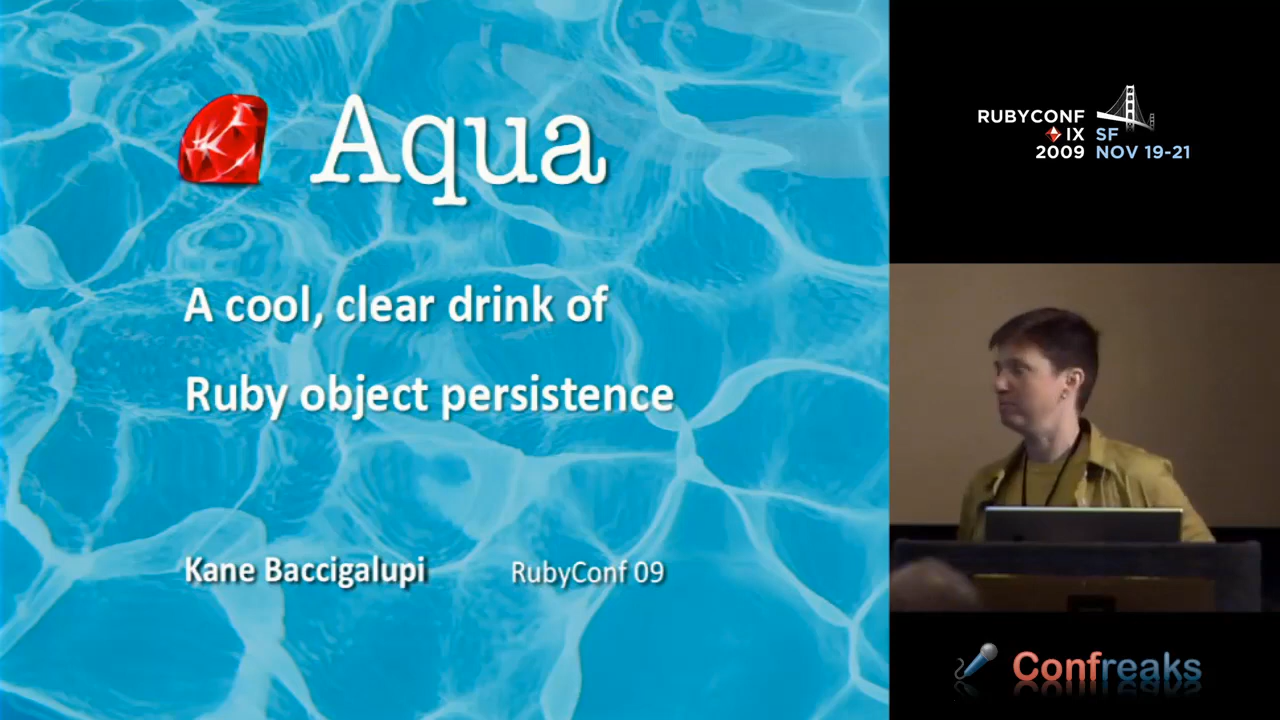 Aqua
A cool, clear drink of
Ruby object persistence
Kane Baccigalupi RubyConf 09
RUBYCONF
IX SF
2009 NOV 19-21
Confreaks